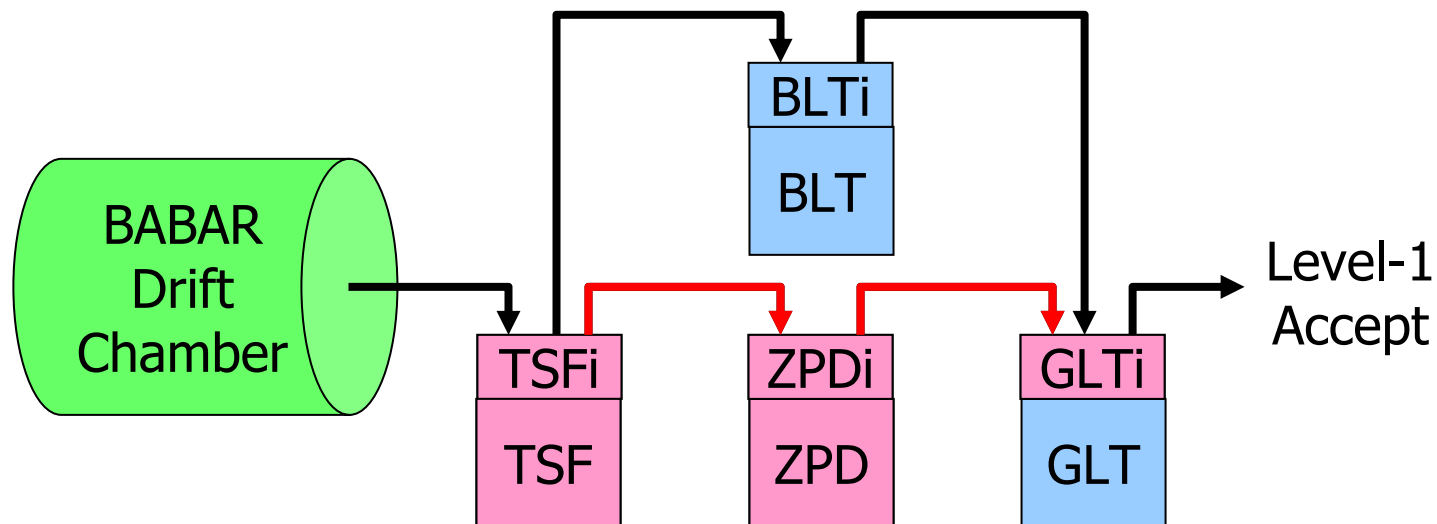 BLTi
BLT
BABAR
Drift
Chamber
TSFi
TSF
ZPDi
ZPD
GLTi
GLT
Level-1
Accept